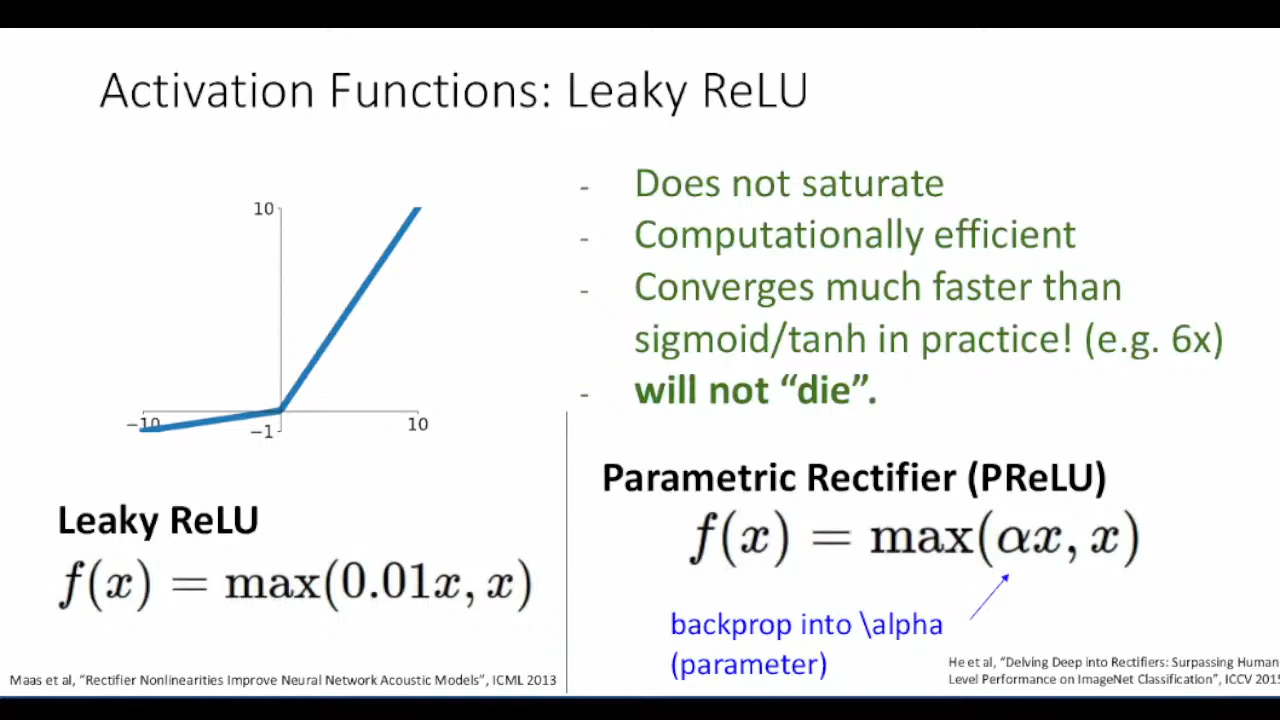 Activation Functions: Leaky ReLU
10
−10
−1
10
- Does not saturate
- Computationally efficient
- Converges much faster than
sigmoid/tanh in practice! (e.g. 6x)
- will not “die”.
Leaky ReLU
f(x) = max(0.01x, x)
Parametric Rectifier (PReLU)
f(x) = max(αx, x)
backprop into \alpha
(parameter)
Maas et al, “Rectifier Nonlinearities Improve Neural Network Acoustic Models”, ICML 2013
He et al, “Delving Deep into Rectifiers: Surpassing Human
Level Performance on ImageNet Classification”, ICCV 2015